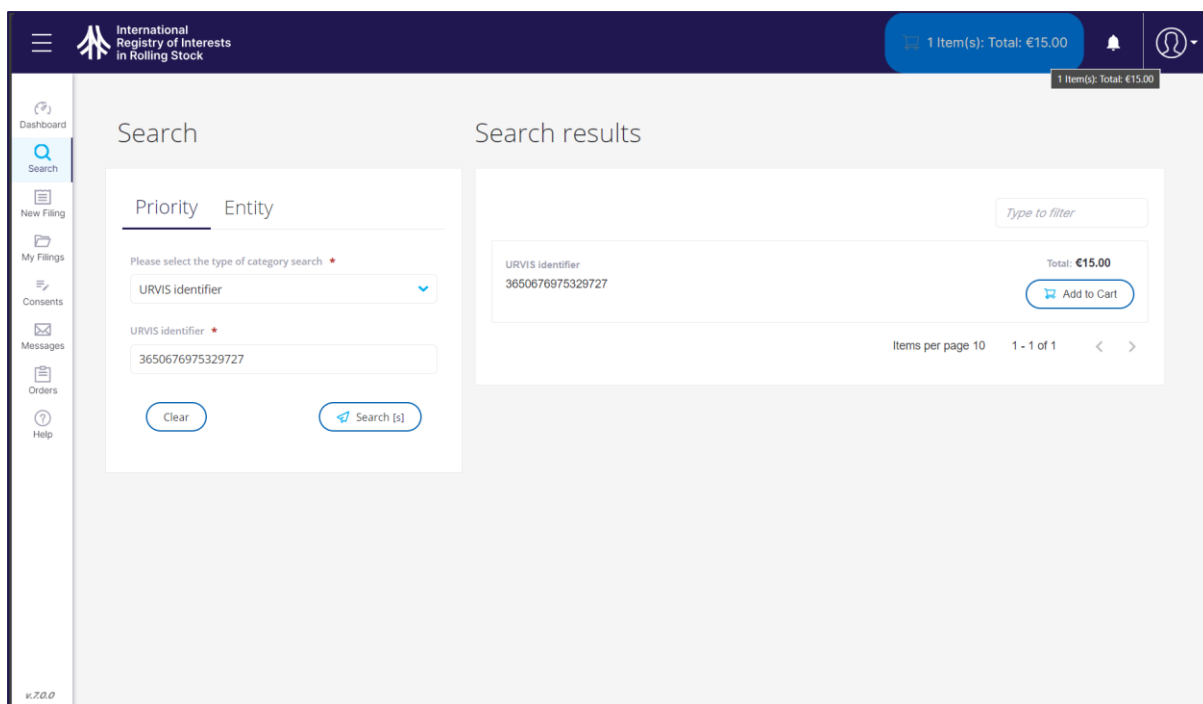 International
Registry of Interests
in Rolling Stock
1 Item(s): Total: €15.00
1 Item(s): Total: €15.00
Dashboard
Search
New Filing
My Filings
Consents
Messages
Orders
Help
v.7.0.0
Search
Priority Entity
Please select the type of category search *
URVIS identifier
URVIS identifier *
3650676975329727
Clear
Search [s]
Search results
Type to filter
URVIS identifier
3650676975329727
Total: €15.00
Add to Cart
Items per page 10 1 - 1 of 1